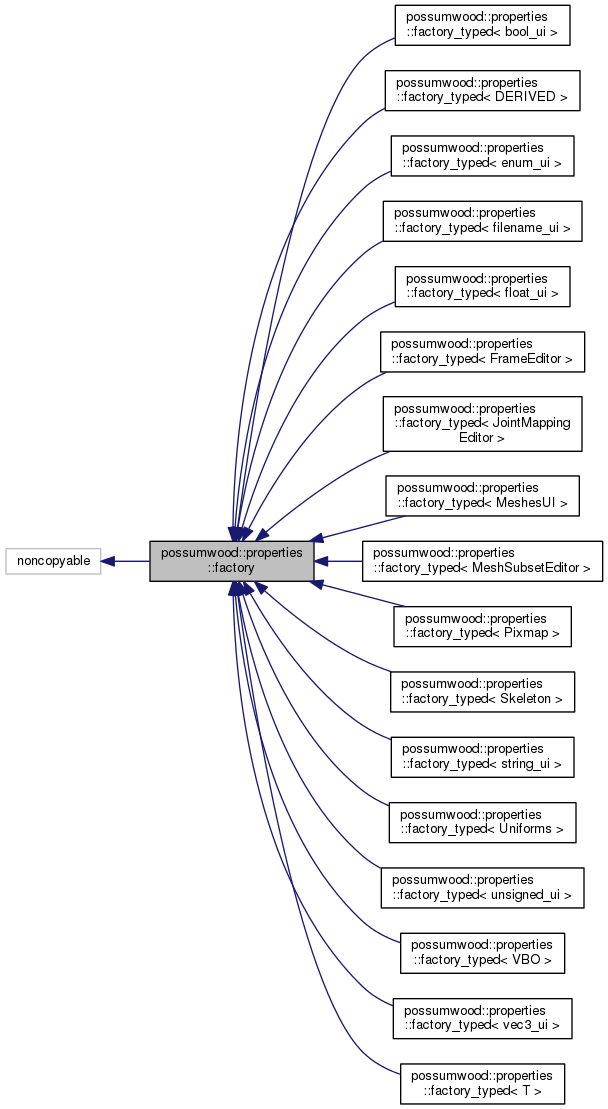 possumwood::properties
::factory_typed< bool_ui >
possumwood::properties
::factory_typed< DERIVED >
possumwood::properties
::factory_typed< enum_ui >
possumwood::properties
::factory_typed< filename_ui >
possumwood::properties
::factory_typed< float_ui >
possumwood::properties
::factory_typed< FrameEditor >
possumwood::properties
::factory_typed< JointMapping
Editor >
possumwood::properties
::factory_typed< MeshesUI >
noncopyable
possumwood::properties
::factory
possumwood::properties
::factory_typed< MeshSubsetEditor >
possumwood::properties
::factory_typed< Pixmap >
possumwood::properties
::factory_typed< Skeleton >
possumwood::properties
::factory_typed< string_ui >
possumwood::properties
::factory_typed< Uniforms >
possumwood::properties
::factory_typed< unsigned_ui >
possumwood::properties
::factory_typed< VBO >
possumwood::properties
::factory_typed< vec3_ui >
possumwood::properties
::factory_typed< T >